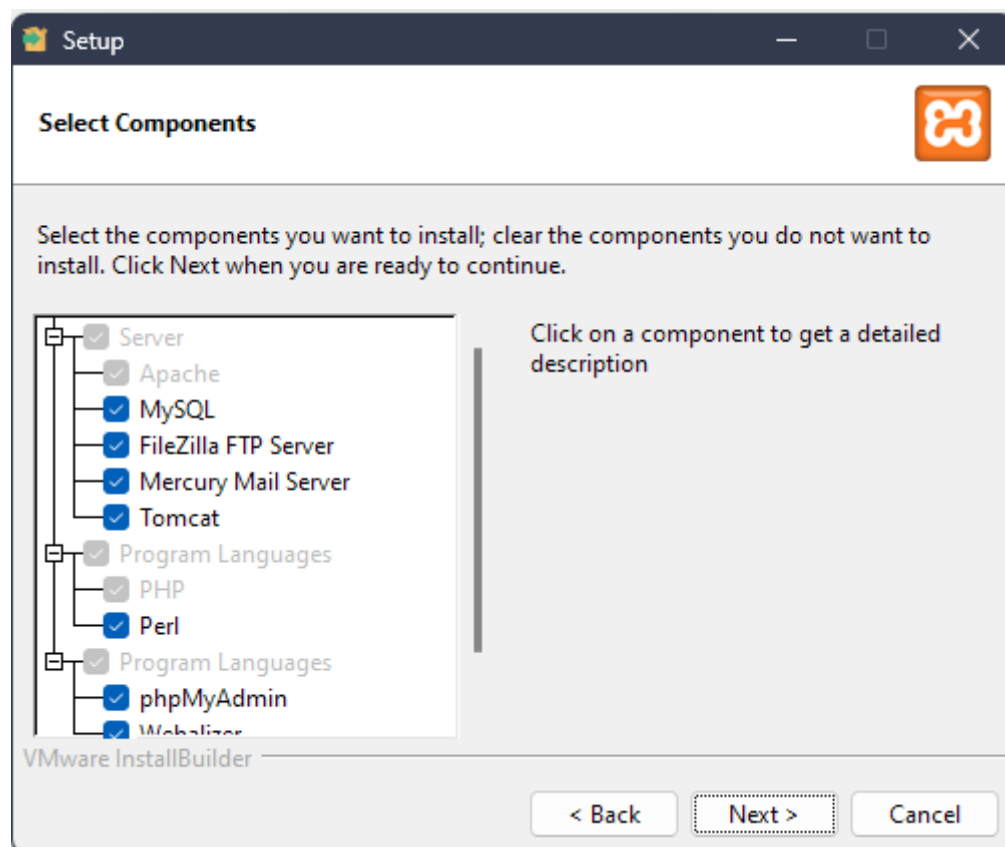 Setup
Select Components
Select the components you want to install; clear the components you do not want to
install. Click Next when you are ready to continue.
Server
Apache
MySQL
FileZilla FTP Server
Mercury Mail Server
Tomcat
Program Languages
PHP
Perl
Program Languages
phpMyAdmin
Webalizer
Click on a component to get a detailed
description
VMware InstallBuilder
< Back
Next >
Cancel